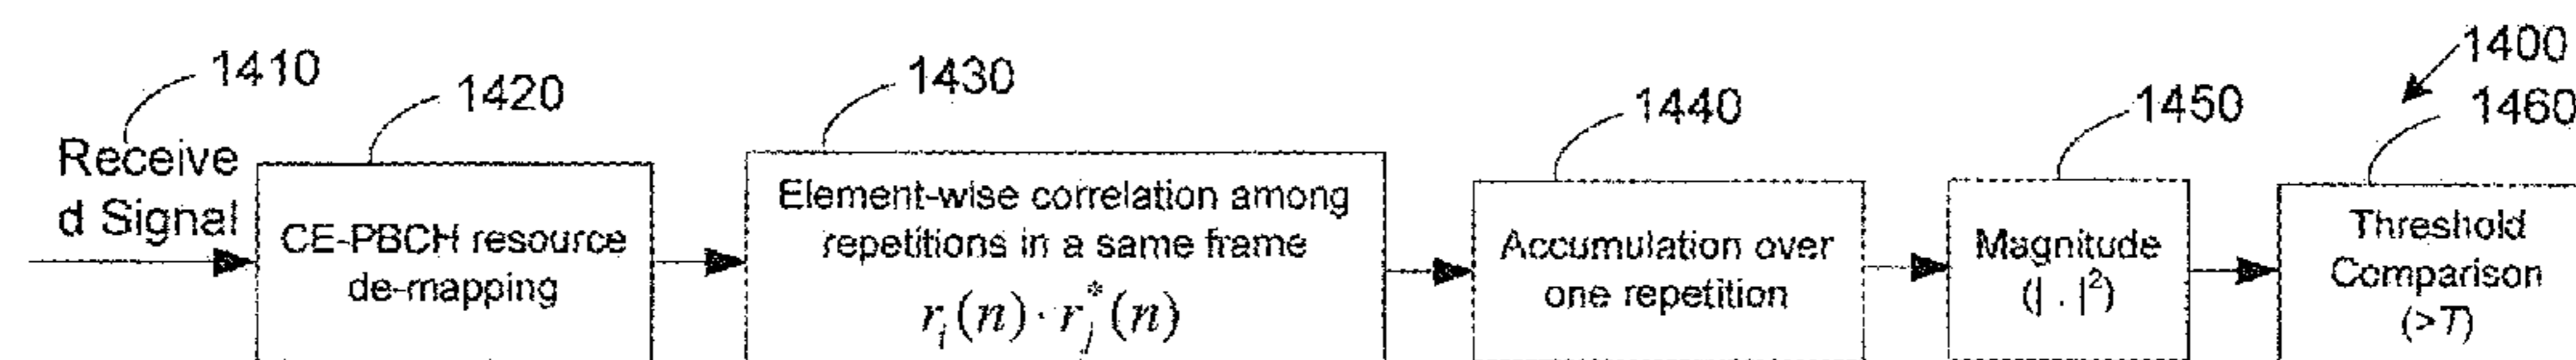 1410
1420
1430
1440
1450
1400
1460
Receive
d Signal
CE-PBCH resource
de-mapping
Element-wise correlation among
repetitions in a same frame
r_i(n) · r_j^*(n)
Accumulation over
one repetition
Magnitude
(| . |²)
Threshold
Comparison
(>T)